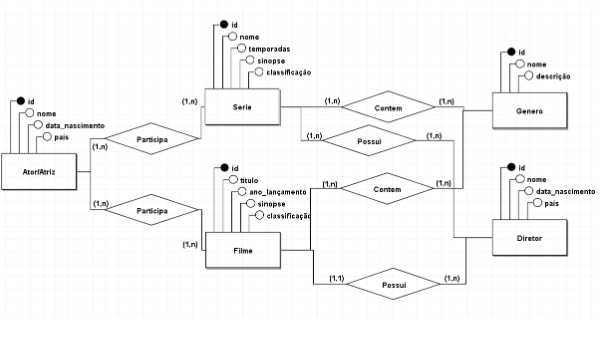 id
nome
temporadas
sinopse
classificação
Serie
id
nome
data_nascimento
pais
Ator/Atriz
(1,n)
Participa
(1,n)
(1,n)
Participa
(1,n)
id
título
ano_lançamento
sinopse
classificação
Filme
(1,n)
Contem
(1,n)
(1,n)
Possui
(1,n)
(1,n)
Contem
(1,n)
(1,1)
Possui
(1,n)
id
nome
descrição
Genero
id
nome
data_nascimento
pais
Diretor